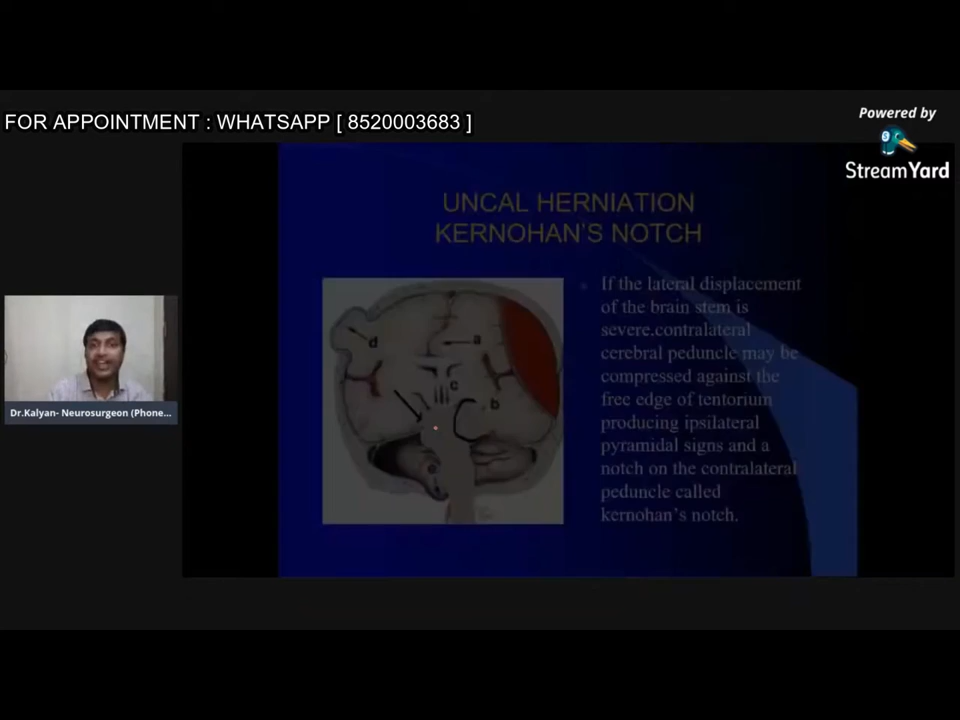 FOR APPOINTMENT : WHATSAPP [ 8520003683 ]
Powered by
StreamYard
UNCAL HERNIATION
KERNOHAN'S NOTCH
If the lateral displacement
of the brain stem is
severe.contralateral
cerebral peduncle may be
compressed against the
free edge of tentorium
producing ipsilateral
pyramidal signs and a
notch on the contralateral
peduncle called
kernohan's notch.
d
a
c
b
Dr.Kalyan- Neurosurgeon (Phone...